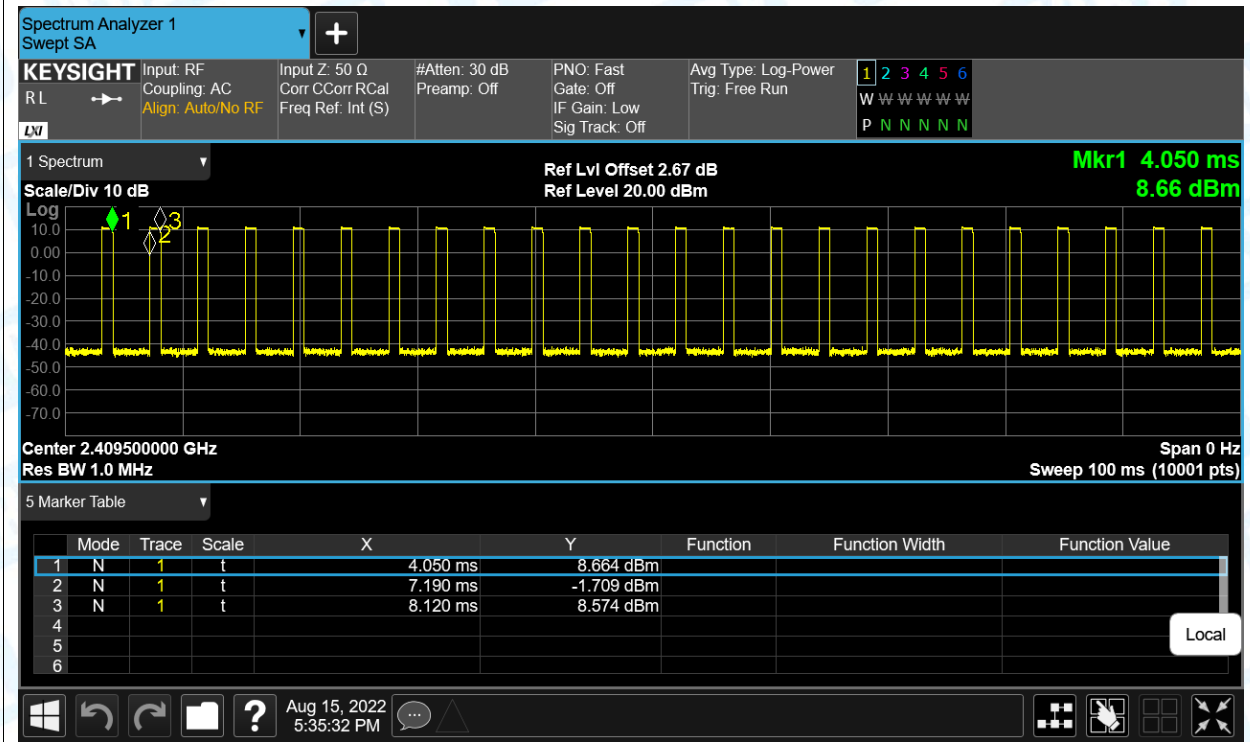 Spectrum Analyzer 1
Swept SA
KEYSIGHT
R L
LXI
Input: RF
Coupling: AC
Align: Auto/No RF
Input Z: 50 Ω
Corr CCorr RCal
Freq Ref: Int (S)
#Atten: 30 dB
Preamp: Off
PNO: Fast
Gate: Off
IF Gain: Low
Sig Track: Off
Avg Type: Log-Power
Trig: Free Run
1 2 3 4 5 6
W W W W W W
P N N N N N
1 Spectrum
Scale/Div 10 dB
Ref Lvl Offset 2.67 dB
Ref Level 20.00 dBm
Mkr1 4.050 ms
8.66 dBm
Log
1
2
3
10.0
0.00
-10.0
-20.0
-30.0
-40.0
-50.0
-60.0
-70.0
Center 2.409500000 GHz
Res BW 1.0 MHz
Span 0 Hz
Sweep 100 ms (10001 pts)
5 Marker Table
Mode Trace Scale X Y Function Function Width Function Value
1 N 1 t 4.050 ms 8.664 dBm
2 N 1 t 7.190 ms -1.709 dBm
3 N 1 t 8.120 ms 8.574 dBm
4
5
6
Local
?
Aug 15, 2022
5:35:32 PM